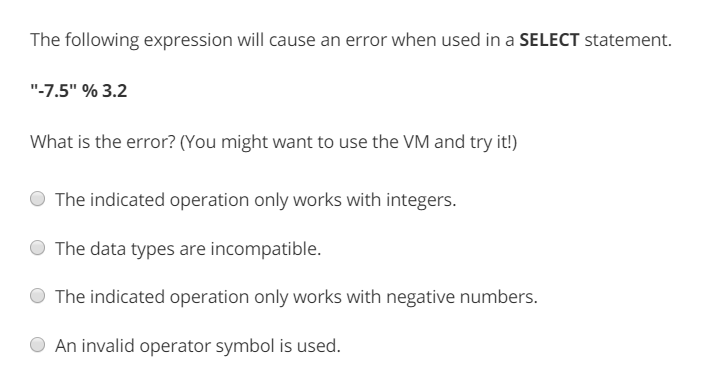 The following expression will cause an error when used in a SELECT statement.
"-7.5" % 3.2
What is the error? (You might want to use the VM and try it!)
The indicated operation only works with integers.
The data types are incompatible.
The indicated operation only works with negative numbers.
An invalid operator symbol is used.